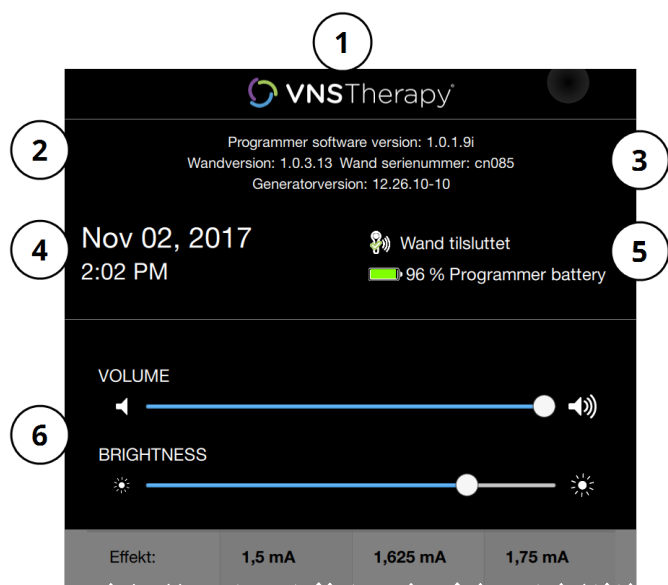 1
VNSTherapy
2
Programmer software version: 1.0.1.9i
Wandversion: 1.0.3.13 Wand serienummer: cn085
Generatorversion: 12.26.10-10
3
4
Nov 02, 2017
2:02 PM
Wand tilsluttet
96 % Programmer battery
5
VOLUME
6
BRIGHTNESS
Effekt: 1,5 mA 1,625 mA 1,75 mA